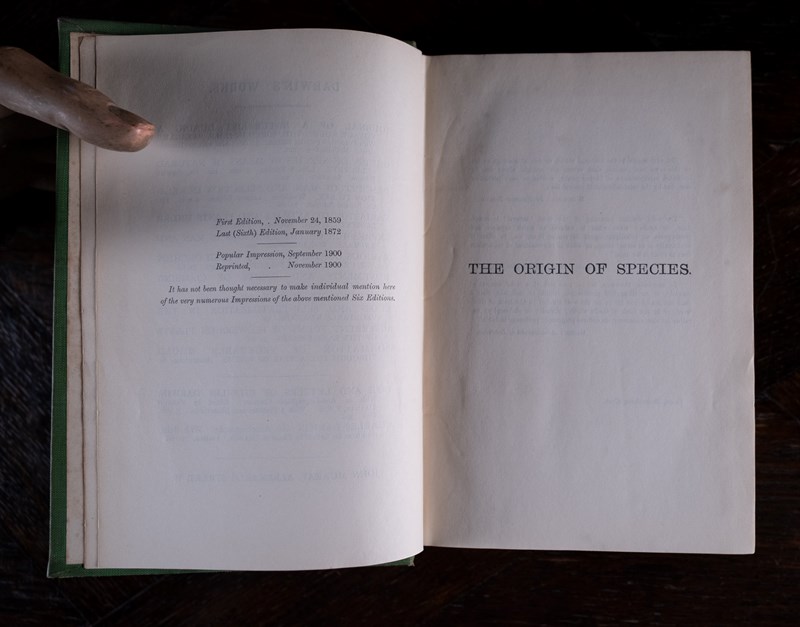 First Edition, . November 24, 1859
Last (Sixth) Edition, January 1872
Popular Impression, September 1900
Reprinted, . November 1900
It has not been thought necessary to make individual mention here
of the very numerous Impressions of the above mentioned Six Editions.
THE ORIGIN OF SPECIES.